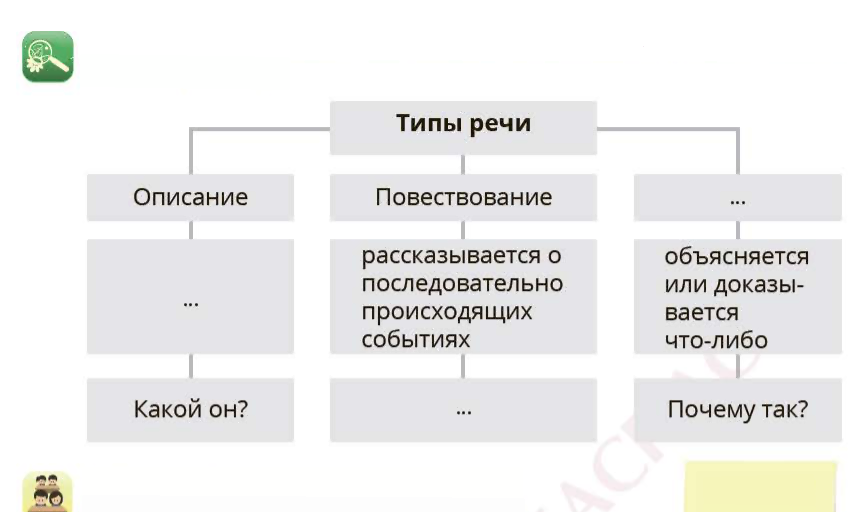 Типы речи
Описание
Повествование
...
...
рассказывается о
последовательно
происходящих
событиях
объясняется
или доказы-
вается
что-либо
Какой он?
...
Почему так?